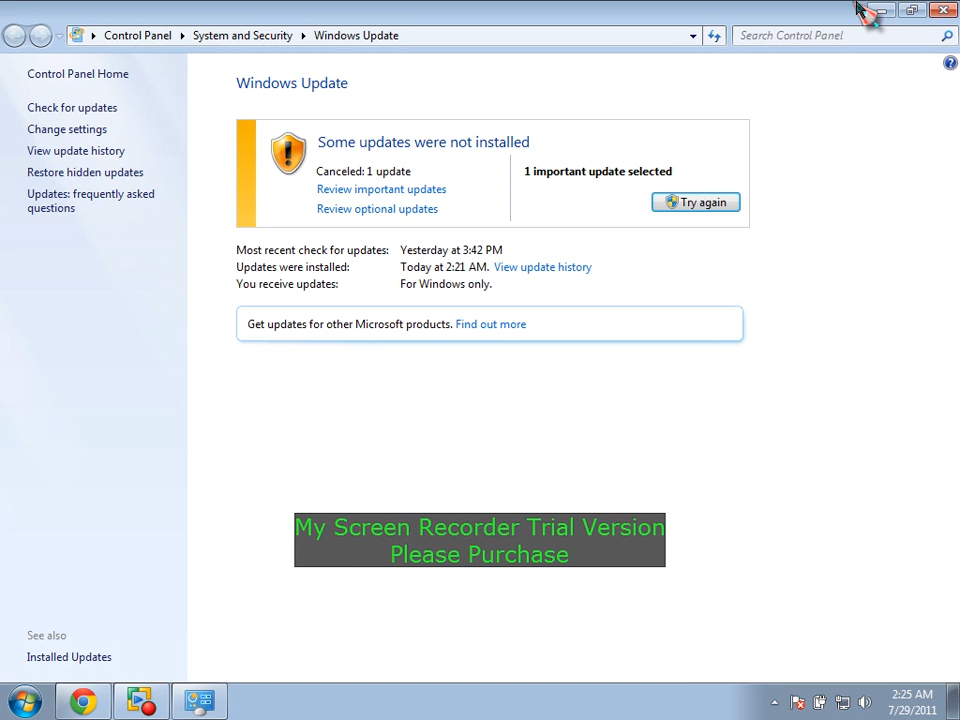 Control Panel
System and Security
Windows Update
Search Control Panel
Control Panel Home
Check for updates
Change settings
View update history
Restore hidden updates
Updates: frequently asked
questions
See also
Installed Updates
Windows Update
Some updates were not installed
Canceled: 1 update
Review important updates
Review optional updates
1 important update selected
Try again
Most recent check for updates: Yesterday at 3:42 PM
Updates were installed: Today at 2:21 AM. View update history
You receive updates: For Windows only.
Get updates for other Microsoft products. Find out more
My Screen Recorder Trial Version
Please Purchase
2:25 AM
7/29/2011